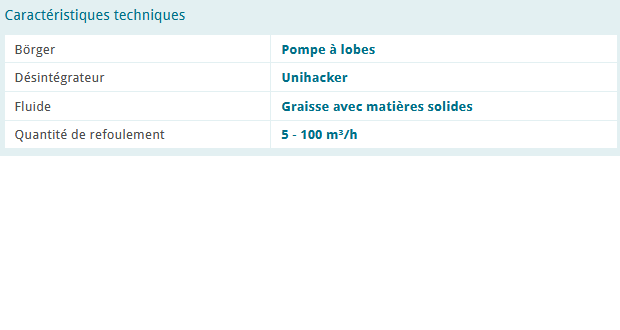 Caractéristiques techniques
Börger Pompe à lobes
Désintégrateur Unihacker
Fluide Graisse avec matières solides
Quantité de refoulement 5 - 100 m³/h